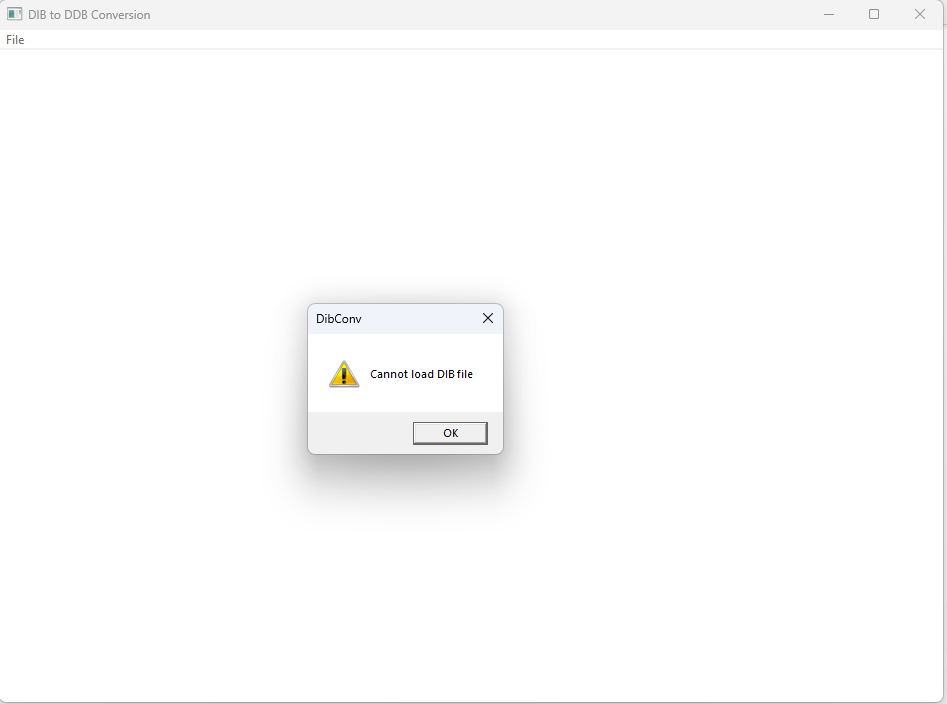 DIB to DDB Conversion
File
DibConv
Cannot load DIB file
OK